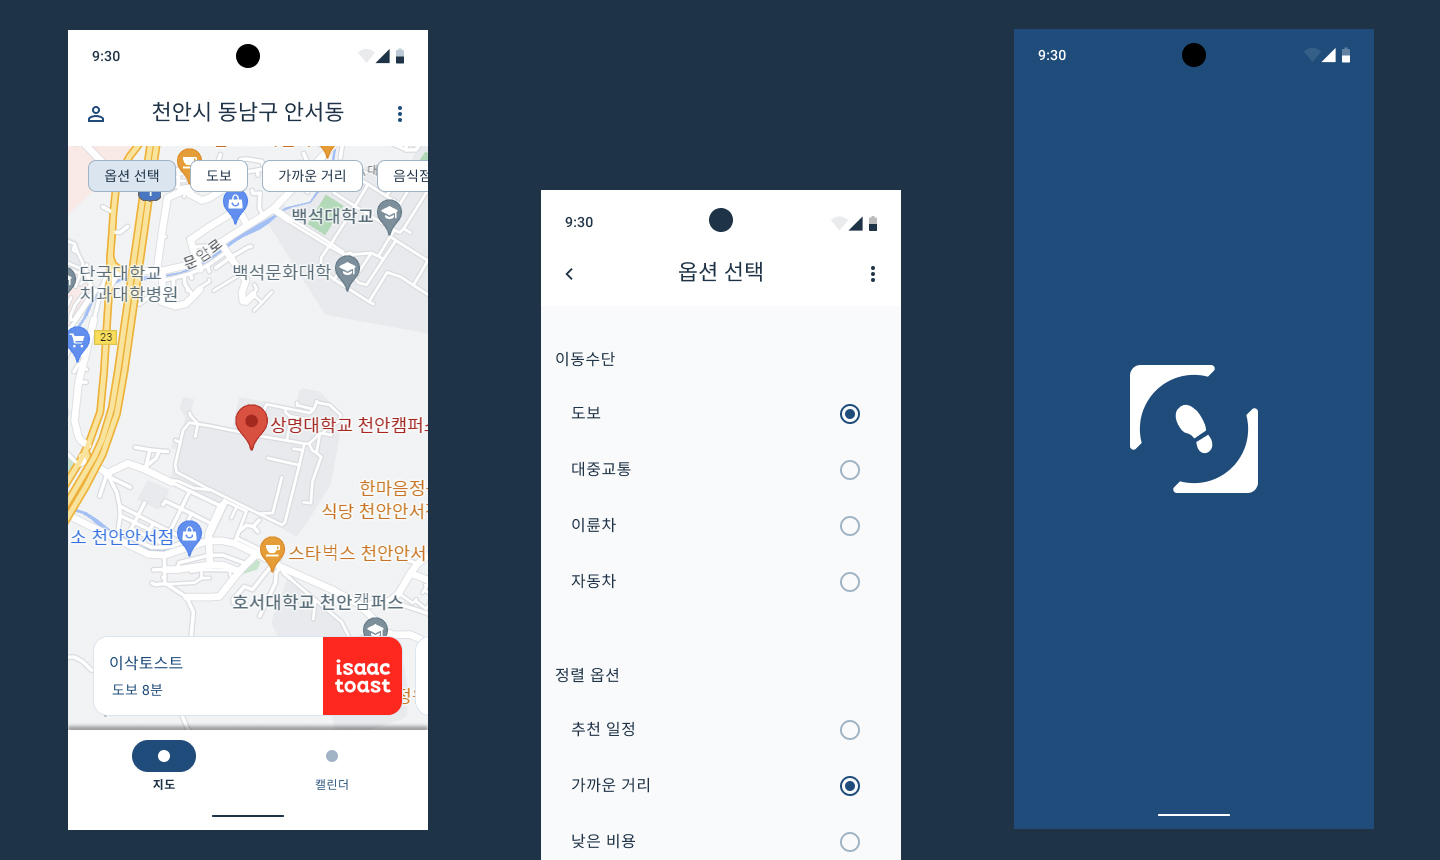 9:30
천안시 동남구 안서동
옵션 선택
도보
가까운 거리
음식점
백석대학교
문암로
백석문화대학
단국대학교
치과대학병원
23
상명대학교 천안캠퍼스
한마음정
식당 천안안서
소 천안안서점
스타벅스 천안안서
호서대학교 천안캠퍼스
이삭토스트
도보 8분
isaac
toast
지도
캘린더
9:30
옵션 선택
이동수단
도보
대중교통
이륜차
자동차
정렬 옵션
추천 일정
가까운 거리
낮은 비용
9:30